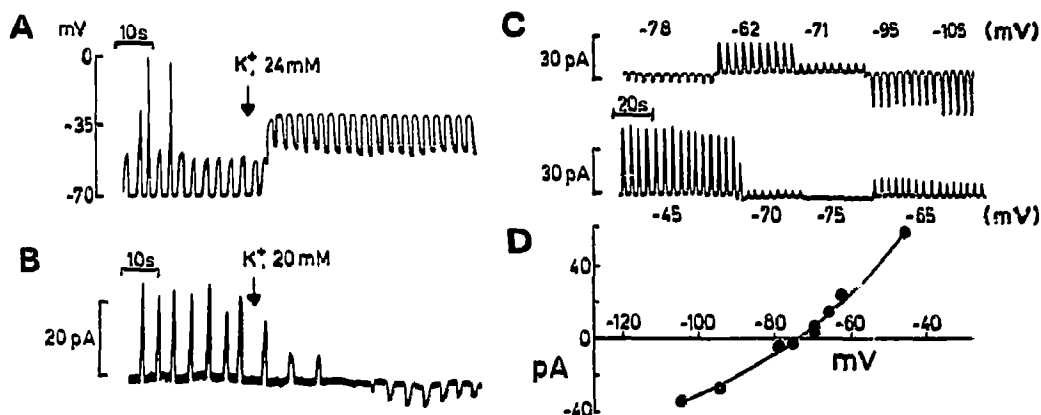 A
mV
10s
0
-35
-70
K⁺, 24mM
B
10s
K⁺, 20mM
20 pA
C
-78 -62 -71 -95 -105 (mV)
30 pA
20s
30 pA
-45 -70 -75 -65 (mV)
D
40
0
-40
pA
-120 -100 -80 -60 -40
mV